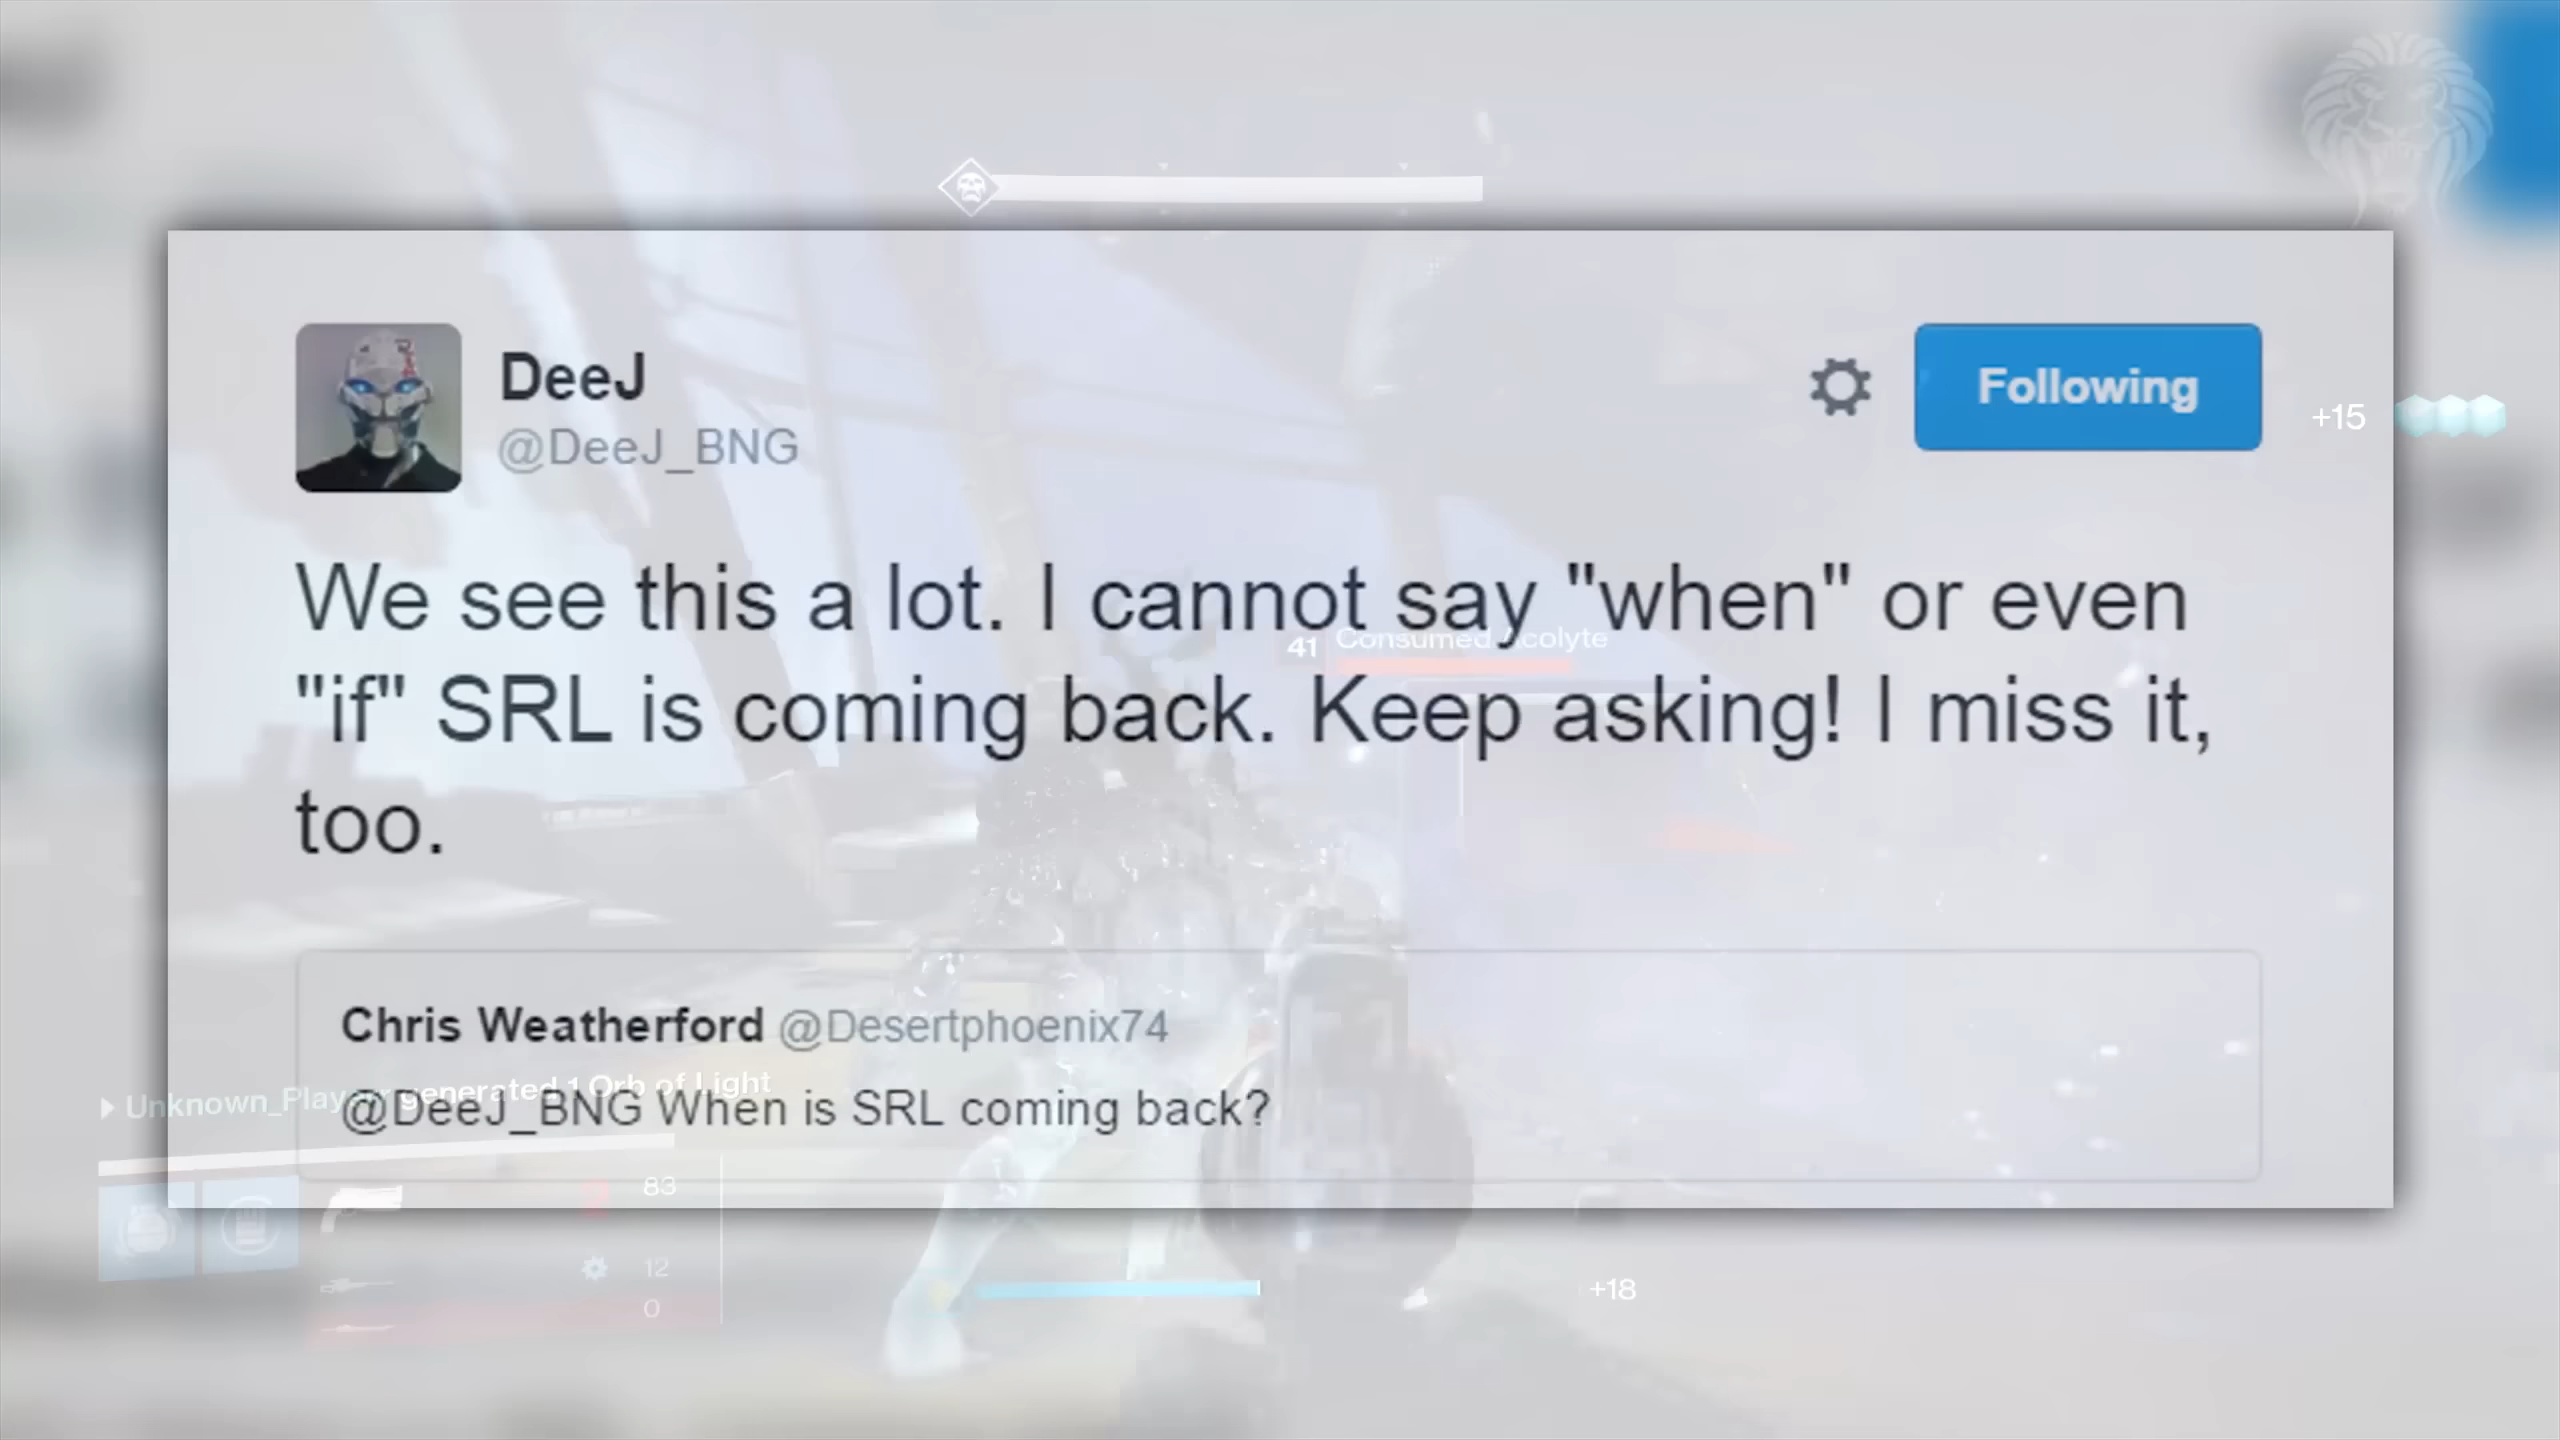 DeeJ
@DeeJ_BNG
Following
+15
We see this a lot. I cannot say "when" or even
"if" SRL is coming back. Keep asking! I miss it,
too.
41 Consumed Acolyte
Chris Weatherford @Desertphoenix74
@DeeJ_BNG When is SRL coming back?
Unknown_Player generated 1 Orb of Light
83
12
0
+18